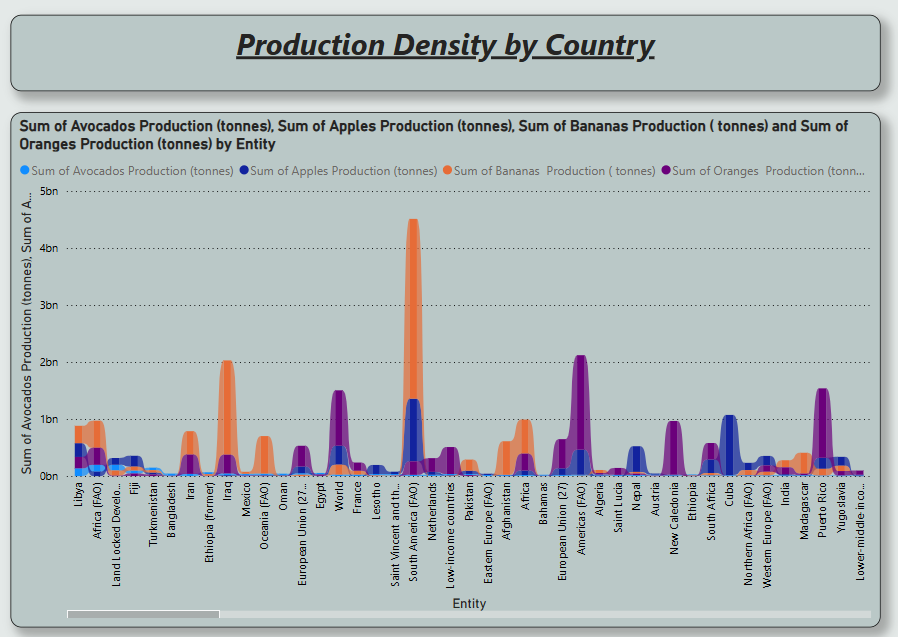 Production Density by Country
Sum of Avocados Production (tonnes), Sum of Apples Production (tonnes), Sum of Bananas Production ( tonnes) and Sum of
Oranges Production (tonnes) by Entity
Sum of Avocados Production (tonnes) Sum of Apples Production (tonnes) Sum of Bananas  Production ( tonnes) Sum of Oranges  Production (tonn...
Sum of Avocados Production (tonnes), Sum of A...
5bn
4bn
3bn
2bn
1bn
0bn
Libya
Africa (FAO)
Land Locked Develo...
Fiji
Turkmenistan
Bangladesh
Iran
Ethiopia (former)
Iraq
Mexico
Oceania (FAO)
Oman
European Union (27...
Egypt
World
France
Lesotho
Saint Vincent and th...
South America (FAO)
Netherlands
Low-income countries
Pakistan
Eastern Europe (FAO)
Afghanistan
Africa
Bahamas
European Union (27)
Americas (FAO)
Algeria
Saint Lucia
Nepal
Austria
New Caledonia
Ethiopia
South Africa
Cuba
Northern Africa (FAO)
Western Europe (FAO)
India
Madagascar
Puerto Rico
Yugoslavia
Lower-middle-in co...
Entity